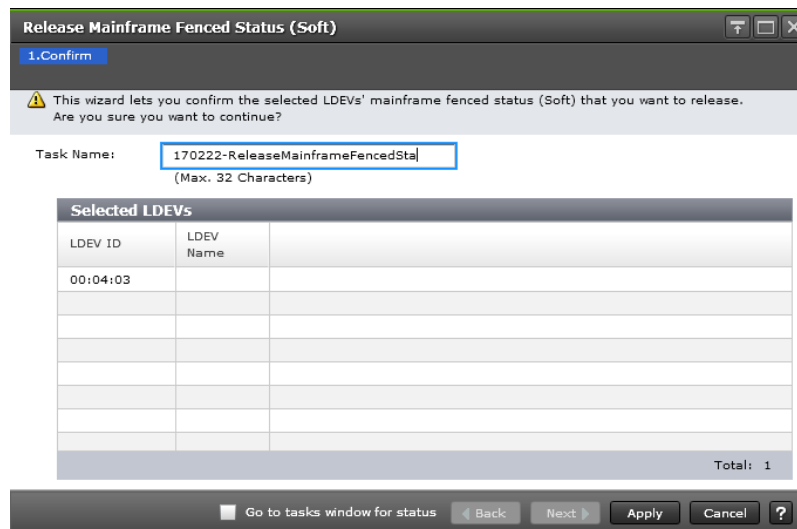 Release Mainframe Fenced Status (Soft)
1.Confirm
This wizard lets you confirm the selected LDEVs' mainframe fenced status (Soft) that you want to release.
Are you sure you want to continue?
Task Name:
170222-ReleaseMainframeFencedSta
(Max. 32 Characters)
Selected LDEVs
LDEV ID
LDEV
Name
00:04:03
Total: 1
Go to tasks window for status
Back
Next
Apply
Cancel
?